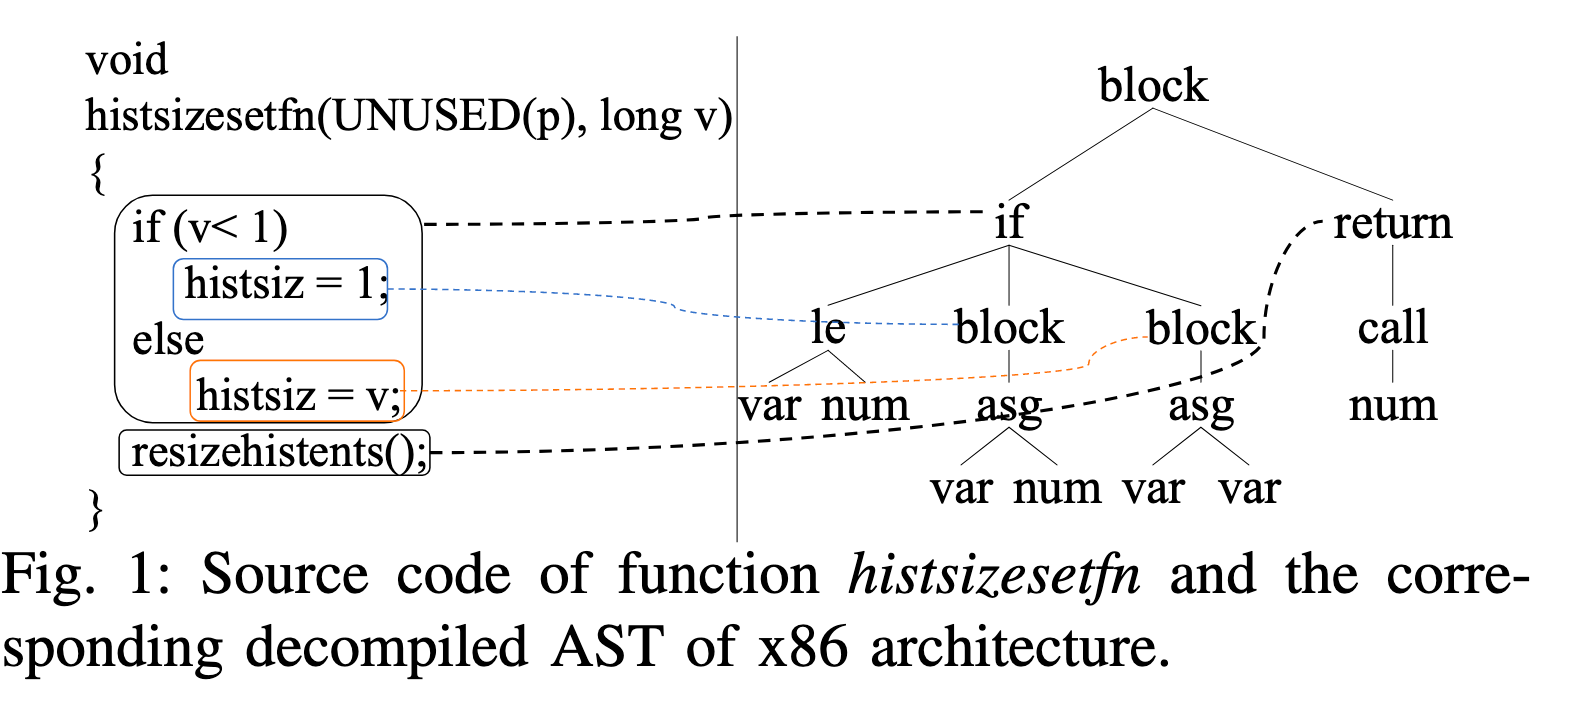 void
histsizesetfn(UNUSED(p), long v)
{
if (v< 1)
histsiz = 1;
else
histsiz = v;
resizehistents();
}
block
if return
le block block call
var num asg asg num
var num var var
Fig. 1: Source code of function histsizesetfn and the corre-
sponding decompiled AST of x86 architecture.